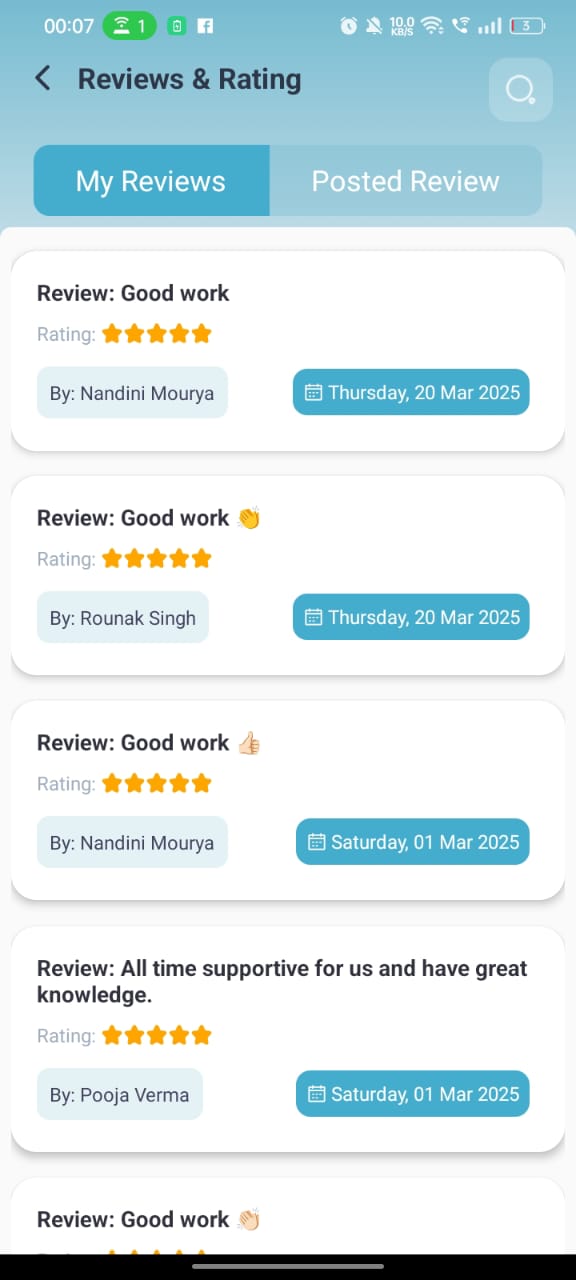 00:07 1 10.0 KB/S 3
Reviews & Rating
My Reviews Posted Review
Review: Good work
Rating:
By: Nandini Mourya Thursday, 20 Mar 2025
Review: Good work 👏
Rating:
By: Rounak Singh Thursday, 20 Mar 2025
Review: Good work 👍🏻
Rating:
By: Nandini Mourya Saturday, 01 Mar 2025
Review: All time supportive for us and have great
knowledge.
Rating:
By: Pooja Verma Saturday, 01 Mar 2025
Review: Good work 👏🏻